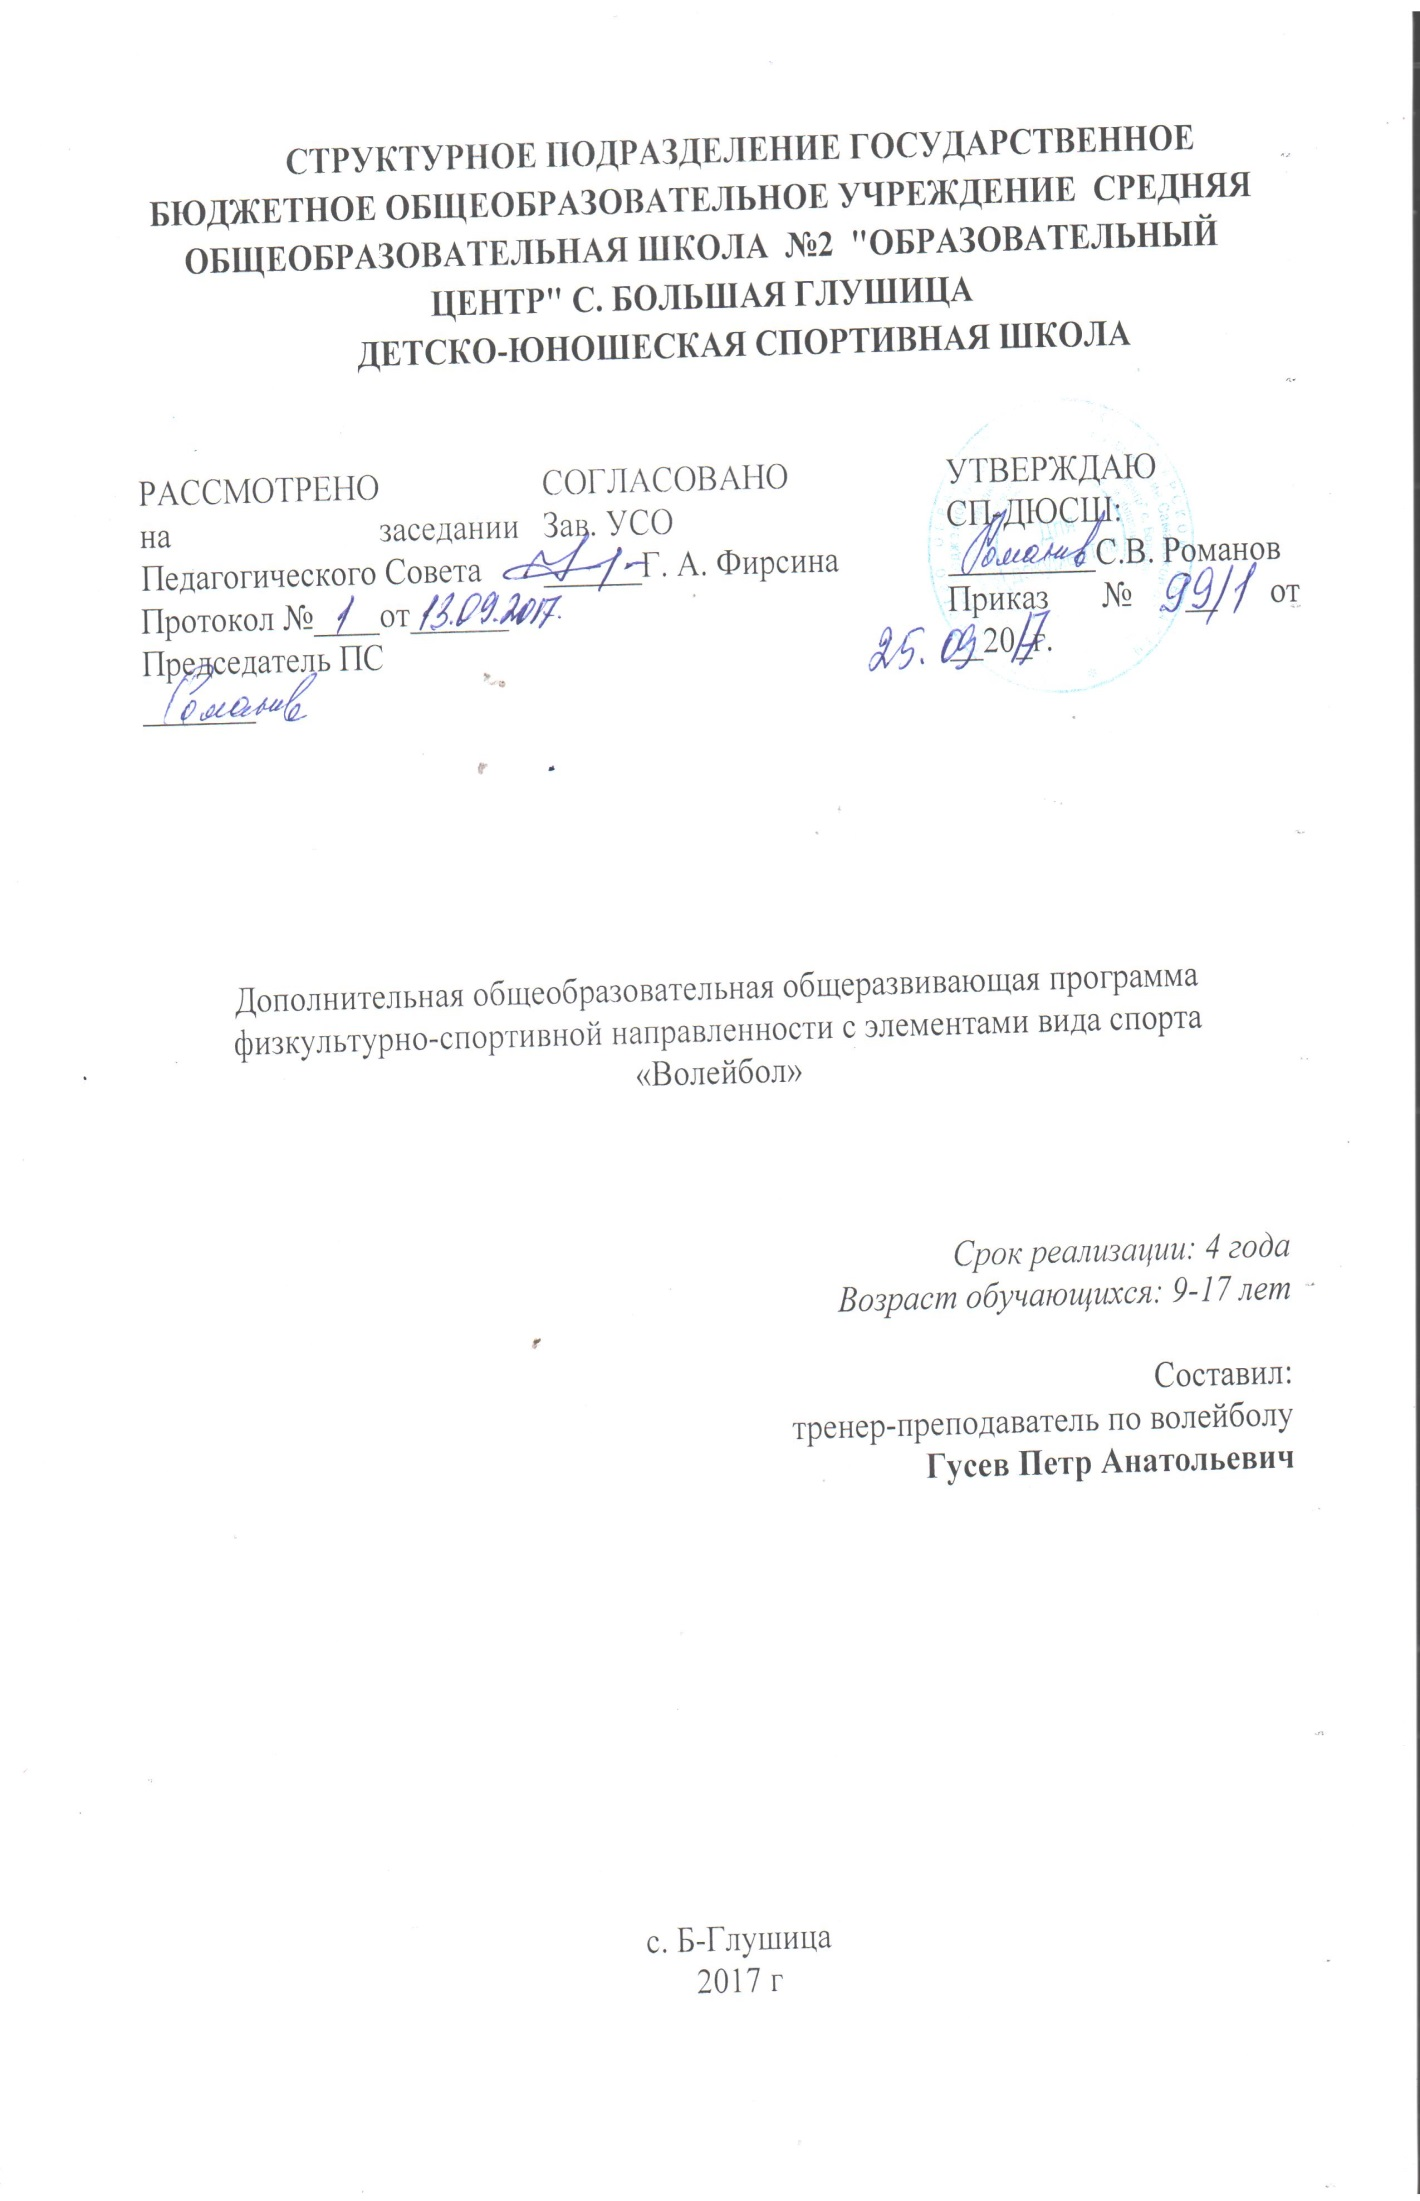 СТРУКТУРНОЕ ПОДРАЗДЕЛЕНИЕ ГОСУДАРСТВЕННОЕ
БЮДЖЕТНОЕ ОБЩЕОБРАЗОВАТЕЛЬНОЕ УЧРЕЖДЕНИЕ СРЕДНЯЯ
ОБЩЕОБРАЗОВАТЕЛЬНАЯ ШКОЛА №2 "ОБРАЗОВАТЕЛЬНЫЙ
ЦЕНТР" С. БОЛЬШАЯ ГЛУШИЦА
ДЕТСКО-ЮНОШЕСКАЯ СПОРТИВНАЯ ШКОЛА
РАССМОТРЕНО
на заседании
Педагогического Совета
Протокол № 1 от 13.09.2017.
Председатель ПС
Романов
СОГЛАСОВАНО
Зав. УСО
Г. А. Фирсина
УТВЕРЖДАЮ
СП-ДЮСШ:
Романов С.В. Романов
Приказ № 99/1 от
25.09 2017г.
Дополнительная общеобразовательная общеразвивающая программа
физкультурно-спортивной направленности с элементами вида спорта
«Волейбол»
Срок реализации: 4 года
Возраст обучающихся: 9-17 лет
Составил:
тренер-преподаватель по волейболу
Гусев Петр Анатольевич
с. Б-Глушица
2017 г